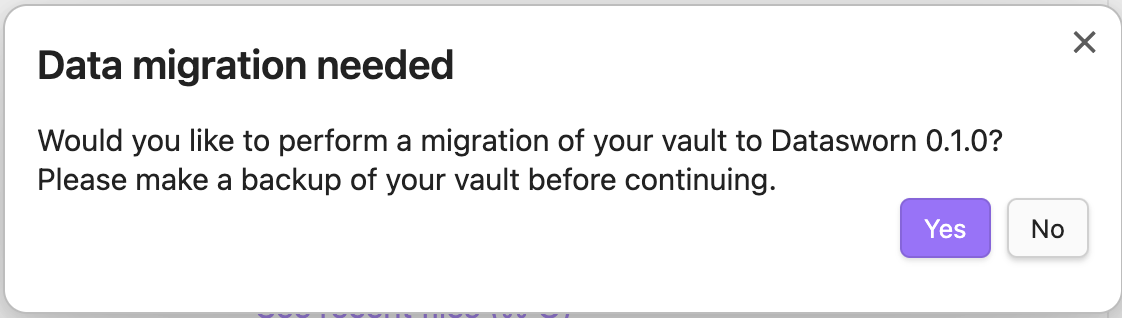 Data migration needed
Would you like to perform a migration of your vault to Datasworn 0.1.0?
Please make a backup of your vault before continuing.
Yes No